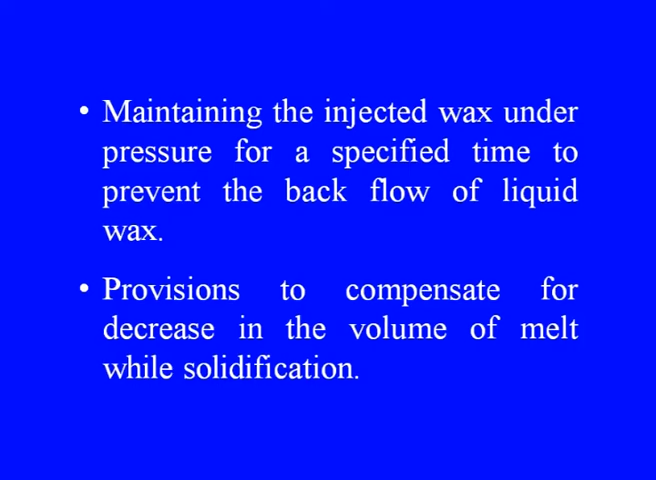 • Maintaining the injected wax under
pressure for a specified time to
prevent the back flow of liquid
wax.
• Provisions to compensate for
decrease in the volume of melt
while solidification.